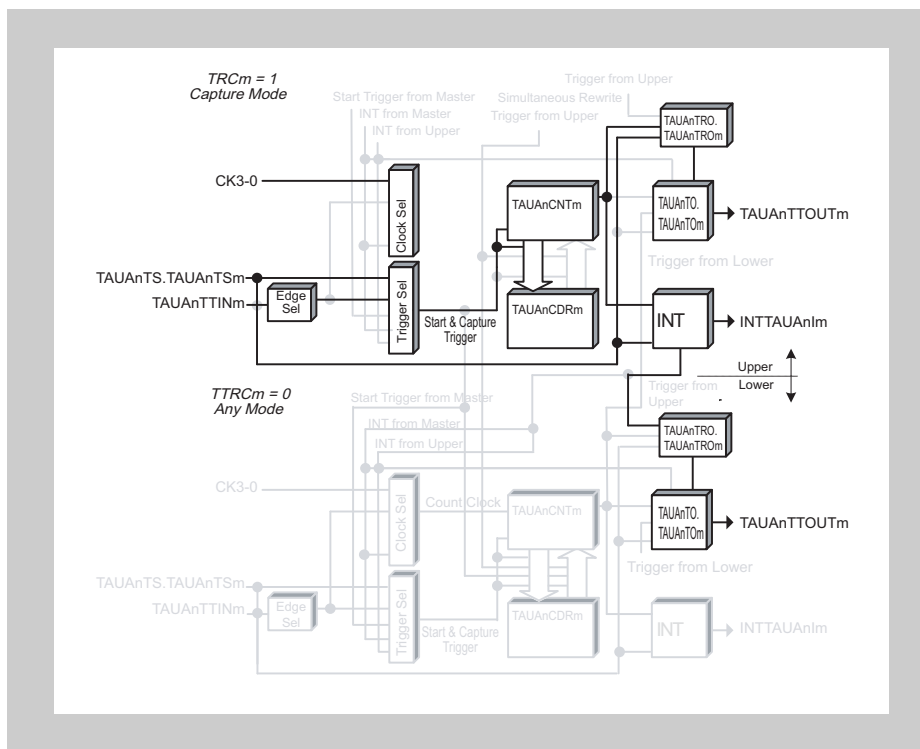 TRCm = 1
Capture Mode
Trigger from Upper
Start Trigger from Master
Simultaneous Rewrite
INT from Master
Trigger from Upper
INT from Upper
TAUAnTRO.
TAUAnTROm
CK3-0
Clock Sel
TAUAnCNTm
TAUAnTO.
TAUAnTOm
TAUAnTTOUTm
Trigger from Lower
TAUAnTS.TAUAnTSm
TAUAnTTINm
Edge
Sel
Trigger Sel
Start & Capture
Trigger
TAUAnCDRm
INT
INTTAUAnIm
Upper
Lower
TTRCm = 0
Any Mode
Start Trigger from Master
Trigger from
Upper
INT from Master
INT from Upper
TAUAnTRO.
TAUAnTROm
CK3-0
Clock Sel
Count Clock
TAUAnCNTm
TAUAnTO.
TAUAnTOm
TAUAnTTOUTm
Trigger from Lower
TAUAnTS.TAUAnTSm
TAUAnTTINm
Edge
Sel
Trigger Sel
Start & Capture
Trigger
TAUAnCDRm
INT
INTTAUAnIm